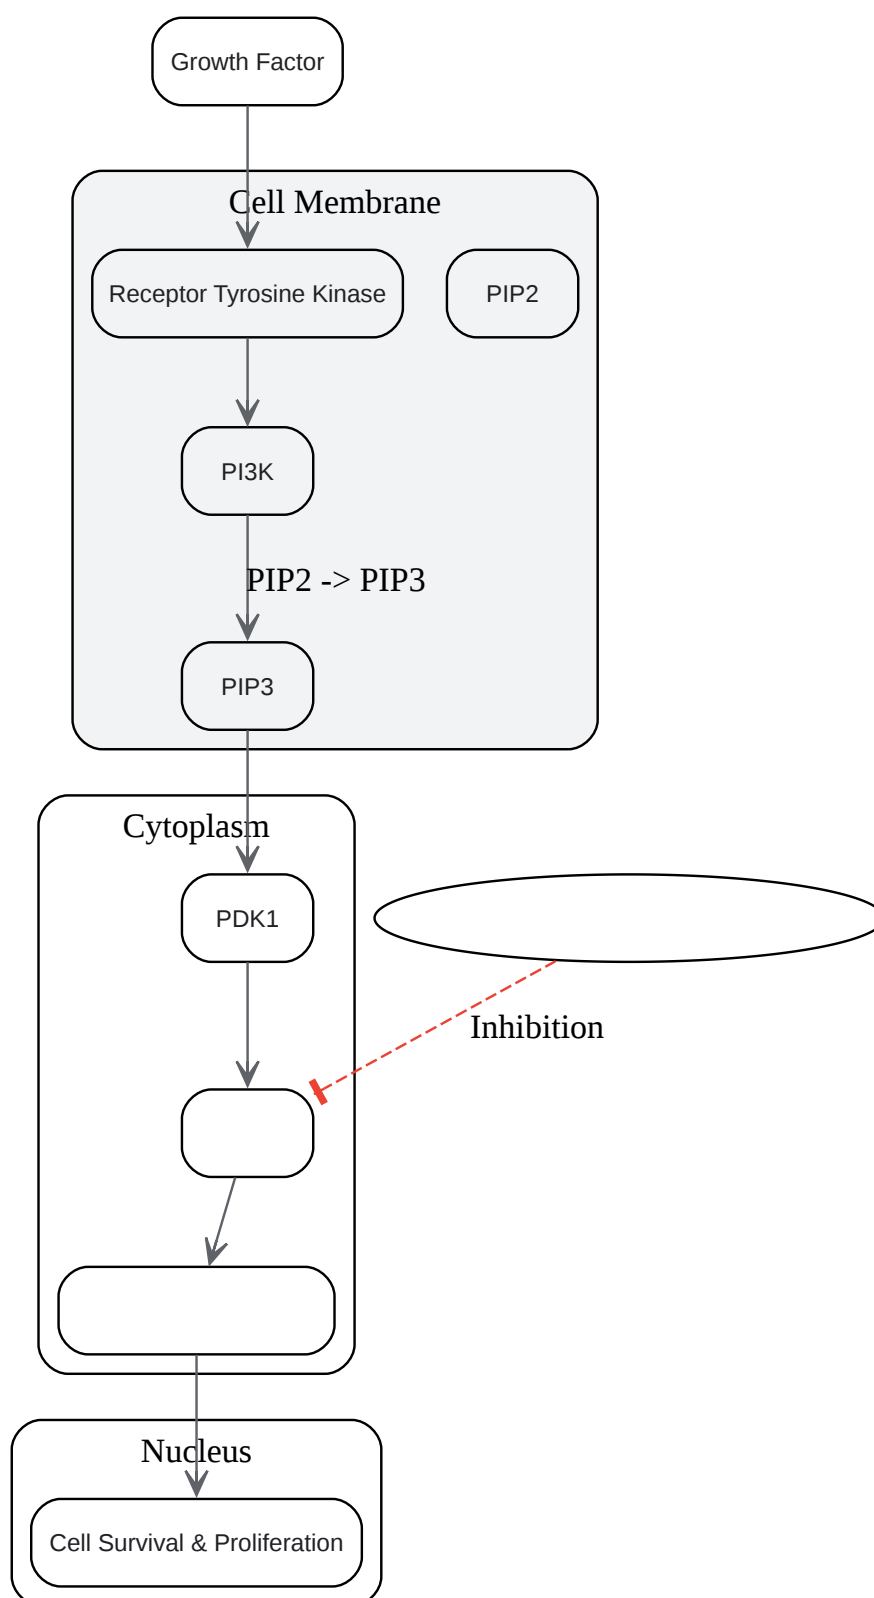 Growth Factor
Cell Membrane
Receptor Tyrosine Kinase
PIP2
PI3K
PIP2 -> PIP3
PIP3
Cytoplasm
PDK1
Inhibition
Nucleus
Cell Survival & Proliferation